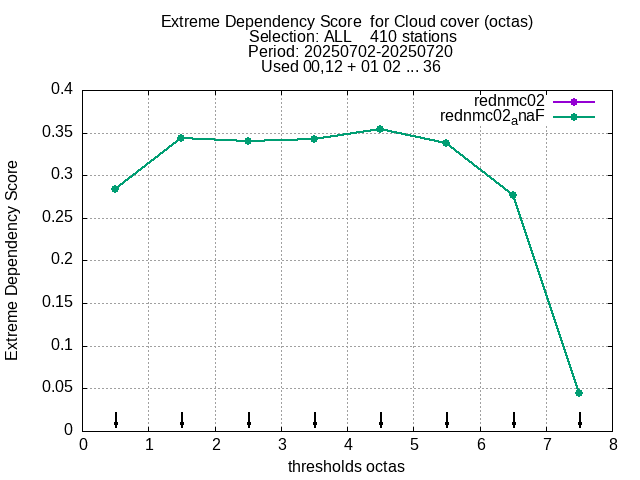 Extreme Dependency Score  for Cloud cover (octas)
Selection: ALL    410 stations
Period: 20250702-20250720
Used 00,12 + 01 02 ... 36
rednmc02
rednmc02anaF
Extreme Dependency Score
0.4
0.35
0.3
0.25
0.2
0.15
0.1
0.05
0
0 1 2 3 4 5 6 7 8
thresholds octas